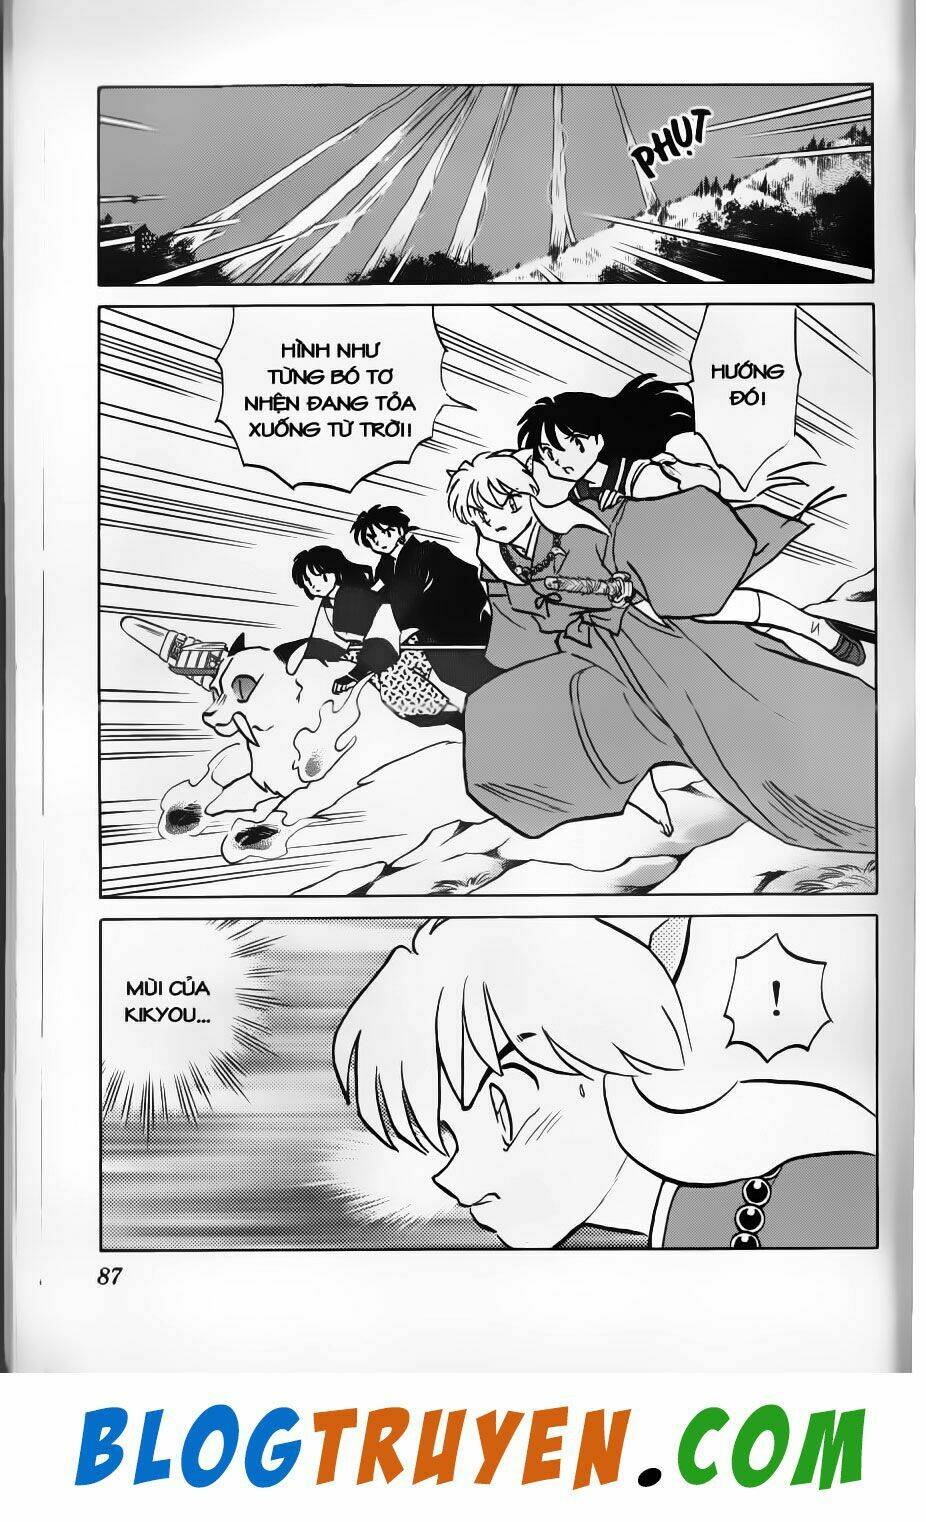 PHỤT
HƯỚNG
ĐÓ!
HÌNH NHƯ
TỪNG BÓ TƠ
NHỆN ĐANG TỎA
XUỐNG TỪ TRỜI!
!
MÙI CỦA
KIKYOU...
87
BLOGTRUYEN.COM